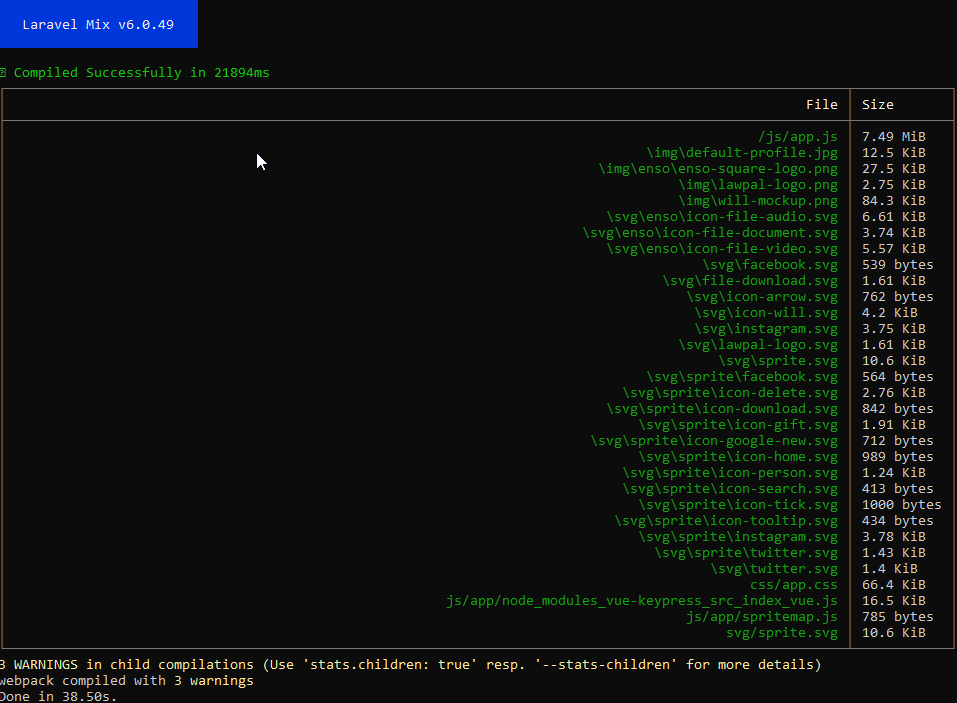 Laravel Mix v6.0.49
Compiled Successfully in 21894ms
File Size
/js/app.js 7.49 MiB
\img\default-profile.jpg 12.5 KiB
\img\enso\enso-square-logo.png 27.5 KiB
\img\lawpal-logo.png 2.75 KiB
\img\will-mockup.png 84.3 KiB
\svg\enso\icon-file-audio.svg 6.61 KiB
\svg\enso\icon-file-document.svg 3.74 KiB
\svg\enso\icon-file-video.svg 5.57 KiB
\svg\facebook.svg 539 bytes
\svg\file-download.svg 1.61 KiB
\svg\icon-arrow.svg 762 bytes
\svg\icon-will.svg 4.2 KiB
\svg\instagram.svg 3.75 KiB
\svg\lawpal-logo.svg 1.61 KiB
\svg\sprite.svg 10.6 KiB
\svg\sprite\facebook.svg 564 bytes
\svg\sprite\icon-delete.svg 2.76 KiB
\svg\sprite\icon-download.svg 842 bytes
\svg\sprite\icon-gift.svg 1.91 KiB
\svg\sprite\icon-google-new.svg 712 bytes
\svg\sprite\icon-home.svg 989 bytes
\svg\sprite\icon-person.svg 1.24 KiB
\svg\sprite\icon-search.svg 413 bytes
\svg\sprite\icon-tick.svg 1000 bytes
\svg\sprite\icon-tooltip.svg 434 bytes
\svg\sprite\instagram.svg 3.78 KiB
\svg\sprite\twitter.svg 1.43 KiB
\svg\twitter.svg 1.4 KiB
css/app.css 66.4 KiB
js/app/node_modules_vue-keypress_src_index_vue.js 16.5 KiB
js/app/spritemap.js 785 bytes
svg/sprite.svg 10.6 KiB
3 WARNINGS in child compilations (Use 'stats.children: true' resp. '--stats-children' for more details)
webpack compiled with 3 warnings
Done in 38.50s.